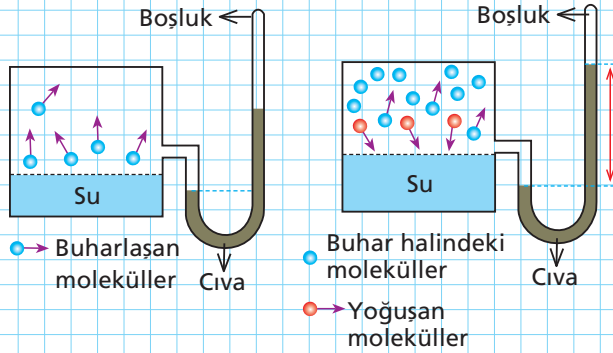 Boşluk
Su
Buharlaşan
moleküller
Cıva
Boşluk
Su
Buhar halindeki
moleküller
Cıva
Yoğuşan
moleküller